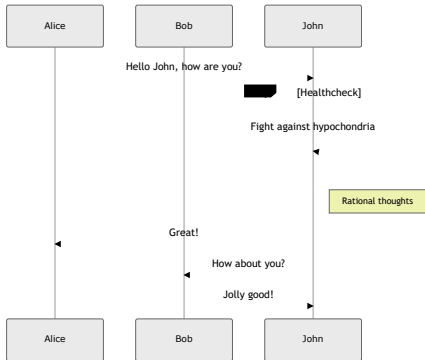 Alice Bob John
Hello John, how are you?
[Healthcheck]
Fight against hypochondria
Rational thoughts
Great!
How about you?
Jolly good!
Alice Bob John